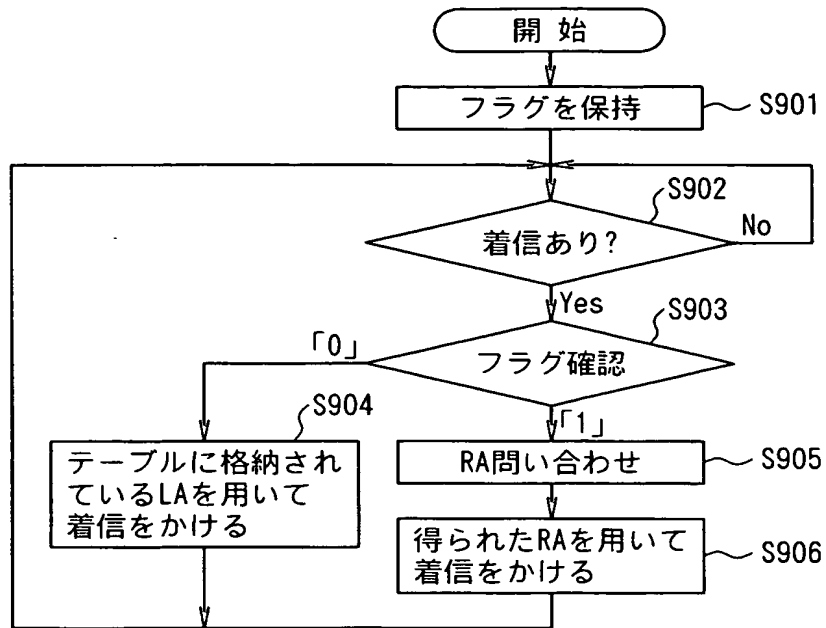 開 始
フラグを保持
S901
S902
着信あり?
No
Yes
S903
フラグ確認
「0」
「1」
S904
テーブルに格納され
ているLAを用いて
着信をかける
RA問い合わせ
S905
得られたRAを用いて
着信をかける
S906